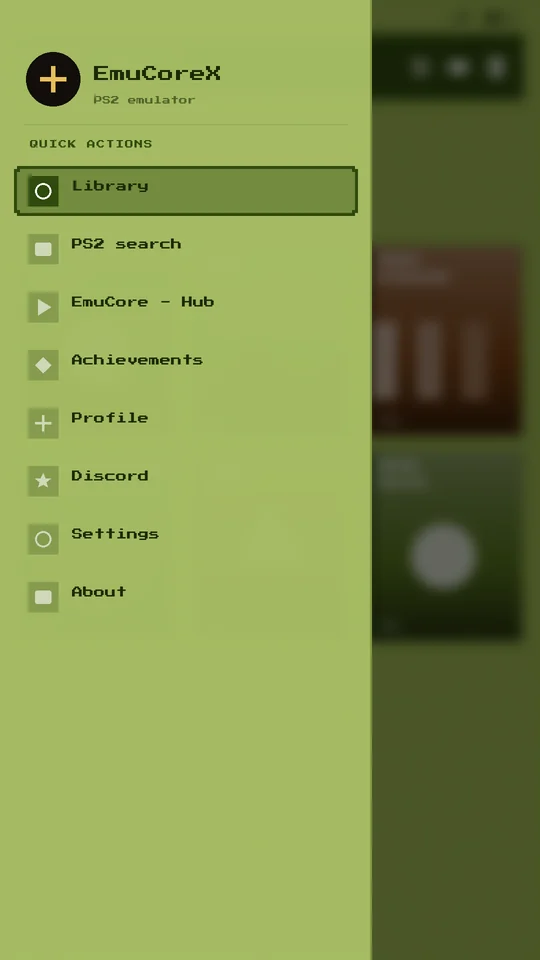 EmuCoreX
PS2 emulator
QUICK ACTIONS
Library
PS2 search
EmuCore - Hub
Achievements
Profile
Discord
Settings
About